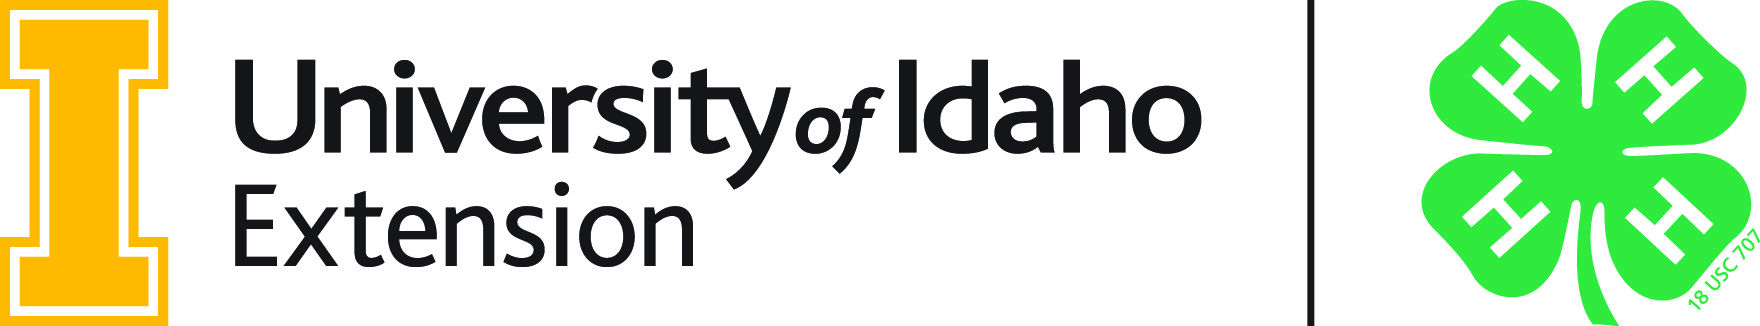 I
University of Idaho
Extension
H H
H H
18 USC 707